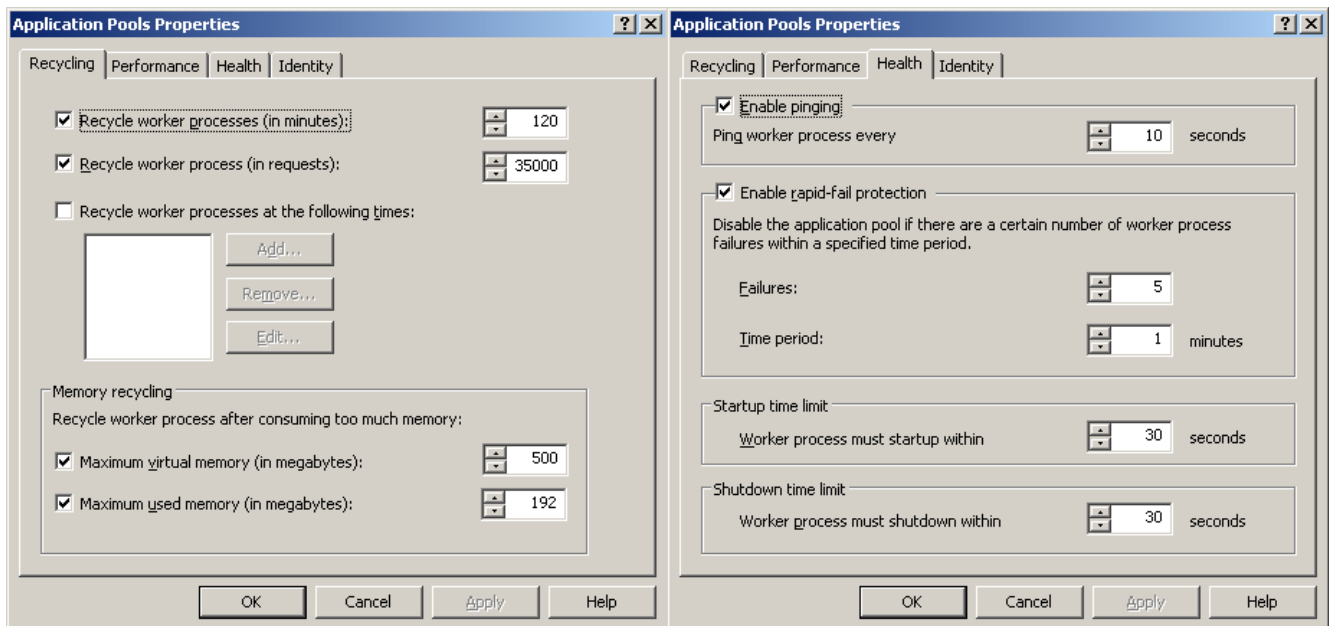 Application Pools Properties
Recycling Performance Health Identity
Recycle worker processes (in minutes): 120
Recycle worker process (in requests): 35000
Recycle worker processes at the following times:
Add...
Remove...
Edit...
Memory recycling
Recycle worker process after consuming too much memory:
Maximum virtual memory (in megabytes): 500
Maximum used memory (in megabytes): 192
OK Cancel Apply Help
Application Pools Properties
Recycling Performance Health Identity
Enable pinging
Ping worker process every 10 seconds
Enable rapid-fail protection
Disable the application pool if there are a certain number of worker process
failures within a specified time period.
Failures: 5
Time period: 1 minutes
Startup time limit
Worker process must startup within 30 seconds
Shutdown time limit
Worker process must shutdown within 30 seconds
OK Cancel Apply Help